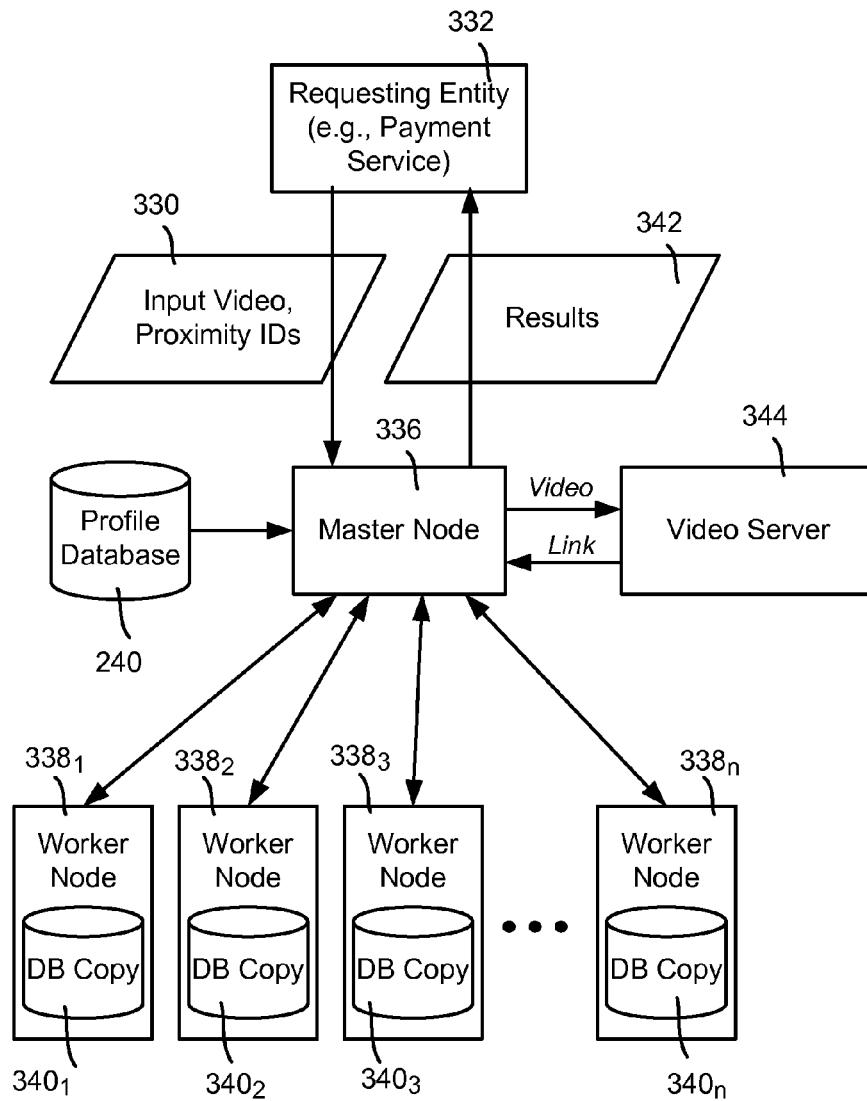 332
Requesting Entity
(e.g., Payment
Service)
330
342
Input Video,
Proximity IDs
Results
336
344
Profile
Database
Master Node
Video
Link
Video Server
240
338₁
338₂
338₃
338ₙ
Worker
Node
Worker
Node
Worker
Node
Worker
Node
DB Copy
DB Copy
DB Copy
DB Copy
340₁
340₂
340₃
340ₙ